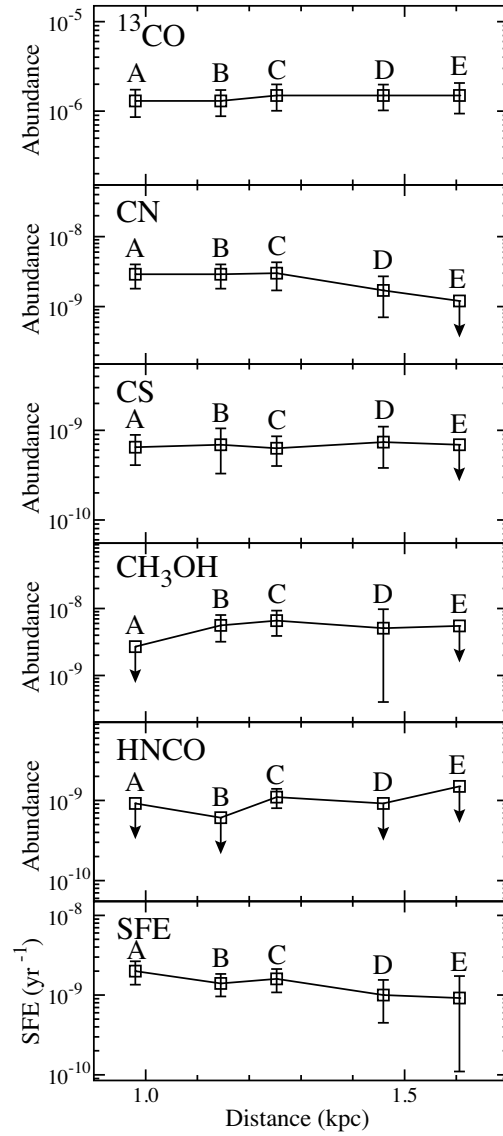 10⁻⁵
¹³CO
A B C D E
Abundance
10⁻⁶
CN
10⁻⁸
A B C D E
Abundance
10⁻⁹
CS
A B C D E
10⁻⁹
Abundance
10⁻¹⁰
CH₃OH
A B C D E
10⁻⁸
Abundance
10⁻⁹
HNCO
A B C D E
10⁻⁹
Abundance
10⁻¹⁰
10⁻⁸
SFE
A B C D E
SFE (yr ⁻¹)
10⁻⁹
10⁻¹⁰
1.0 1.5
Distance (kpc)